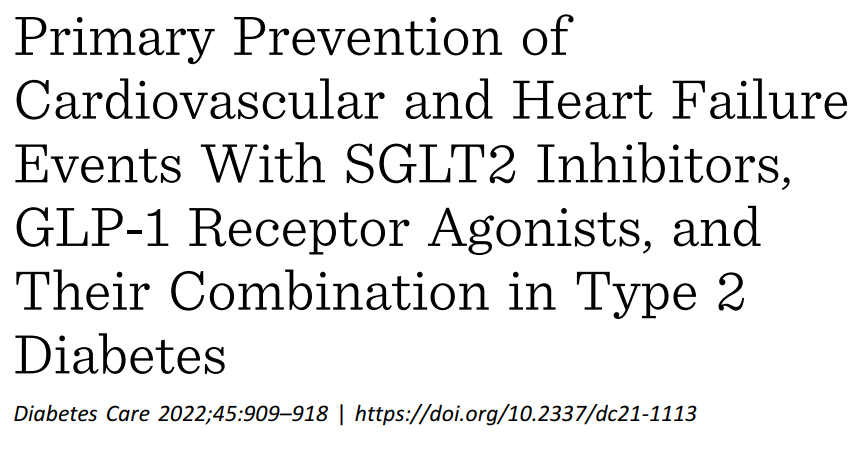 Primary Prevention of
Cardiovascular and Heart Failure
Events With SGLT2 Inhibitors,
GLP-1 Receptor Agonists, and
Their Combination in Type 2
Diabetes
Diabetes Care 2022;45:909–918 | https://doi.org/10.2337/dc21-1113